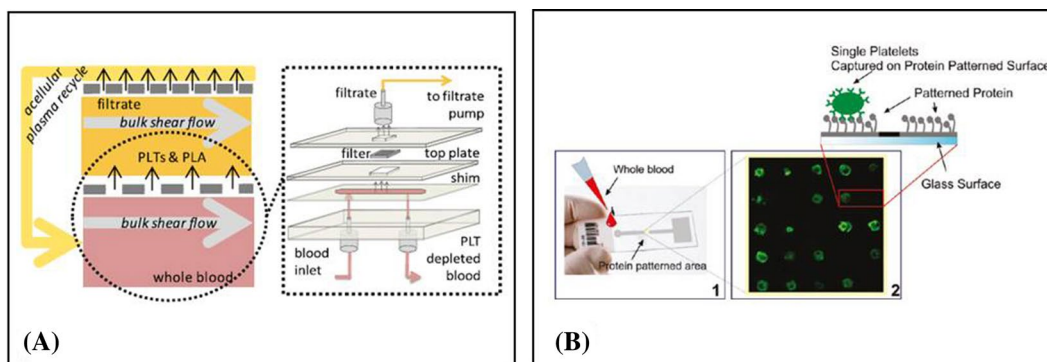 acellular
plasma recycle
filtrate
bulk shear flow
PLTs & PLA
bulk shear flow
whole blood
filtrate
to filtrate
pump
filter
top plate
shim
blood
inlet
PLT
depleted
blood
(A)
Single Platelets
Captured on Protein Patterned Surface
Patterned Protein
Glass Surface
Whole blood
Protein patterned area
1
2
(B)